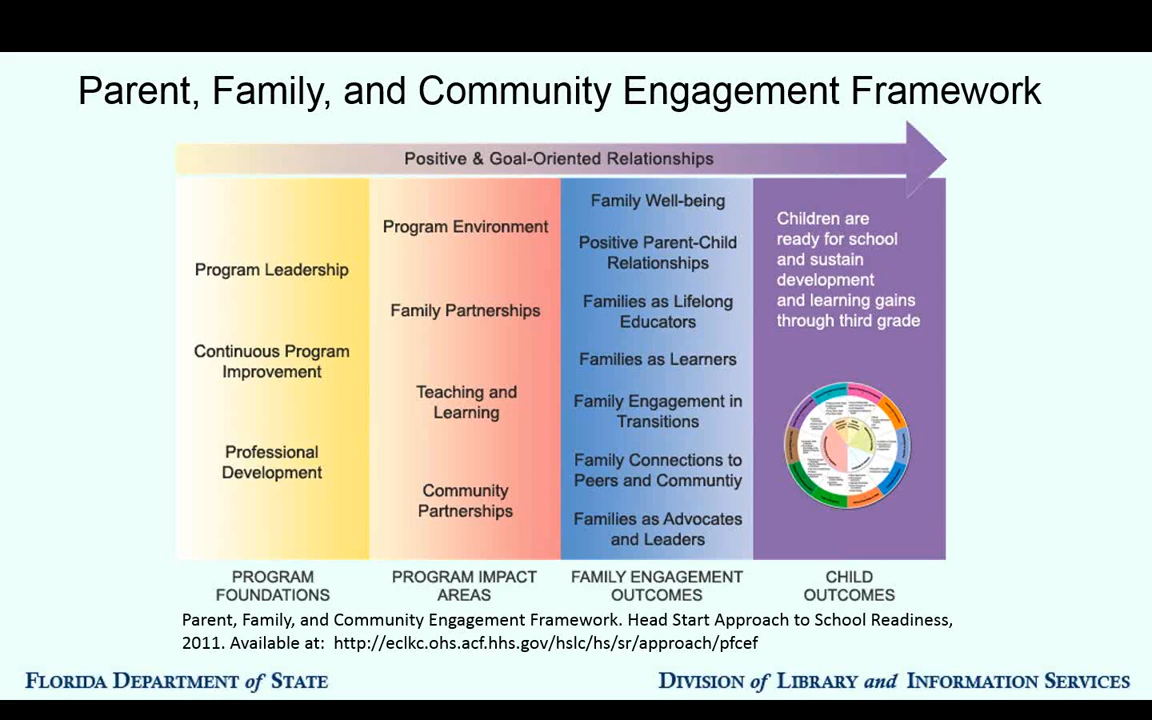 Parent, Family, and Community Engagement Framework
Positive & Goal-Oriented Relationships
Program Leadership
Continuous Program
Improvement
Professional
Development
PROGRAM
FOUNDATIONS
Program Environment
Family Partnerships
Teaching and
Learning
Community
Partnerships
PROGRAM IMPACT
AREAS
Family Well-being
Positive Parent-Child
Relationships
Families as Lifelong
Educators
Families as Learners
Family Engagement in
Transitions
Family Connections to
Peers and Communtiy
Families as Advocates
and Leaders
FAMILY ENGAGEMENT
OUTCOMES
Children are
ready for school
and sustain
development
and learning gains
through third grade
CHILD
OUTCOMES
Parent, Family, and Community Engagement Framework. Head Start Approach to School Readiness,
2011. Available at: http://eclkc.ohs.acf.hhs.gov/hslc/hs/sr/approach/pfcef
FLORIDA DEPARTMENT of STATE
DIVISION of LIBRARY and INFORMATION SERVICES